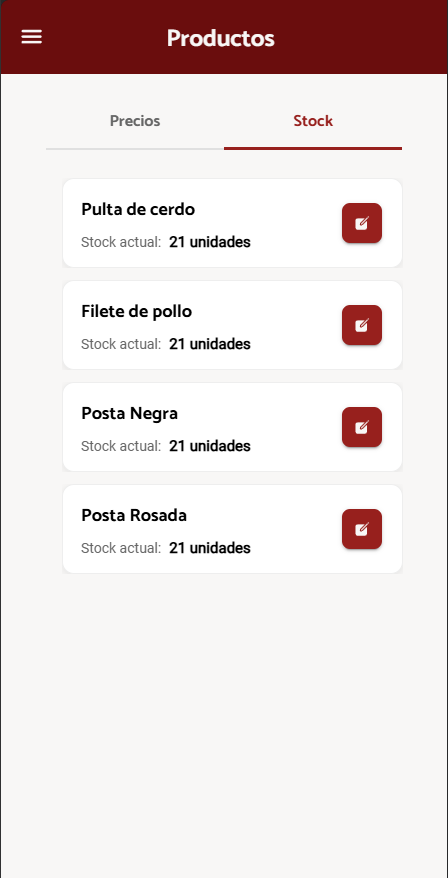 Productos
Precios
Stock
Pulta de cerdo
Stock actual: 21 unidades
Filete de pollo
Stock actual: 21 unidades
Posta Negra
Stock actual: 21 unidades
Posta Rosada
Stock actual: 21 unidades